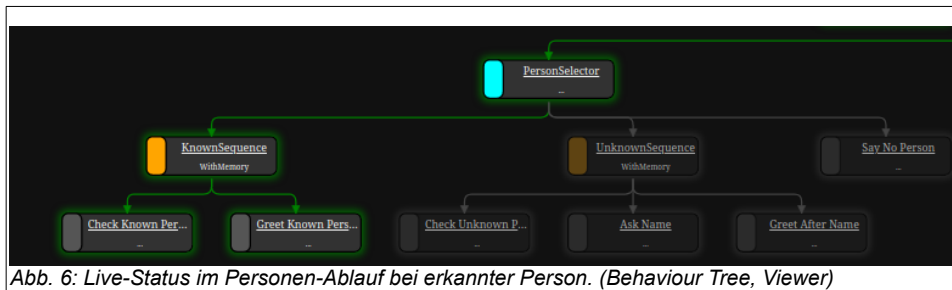 PersonSelector
...
KnownSequence
WithMemory
UnknownSequence
WithMemory
Say No Person
...
Check Known Per...
...
Greet Known Pers...
...
Check Unknown P...
...
Ask Name
...
Greet After Name
...
Abb. 6: Live-Status im Personen-Ablauf bei erkannter Person. (Behaviour Tree, Viewer)